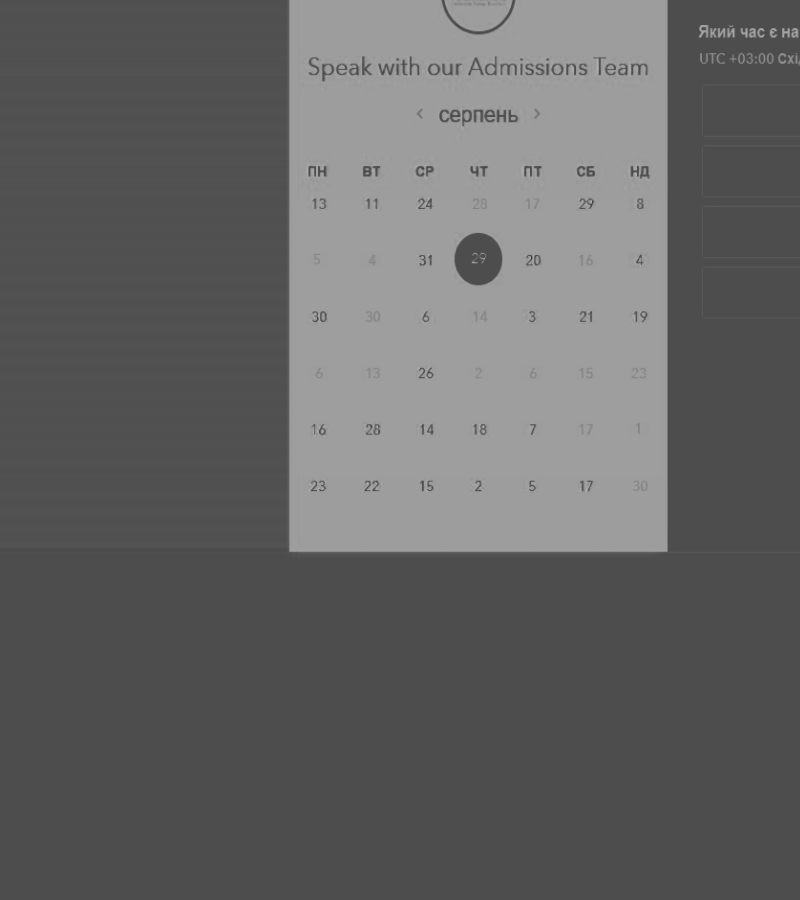 Speak with our Admissions Team
‹ серпень ›
ПН ВТ СР ЧТ ПТ СБ НД
13 11 24 28 17 29 8
5 4 31 29 20 16 4
30 30 6 14 3 21 19
6 13 26 2 6 15 23
16 28 14 18 7 17 1
23 22 15 2 5 17 30
Який час є на
UTC +03:00